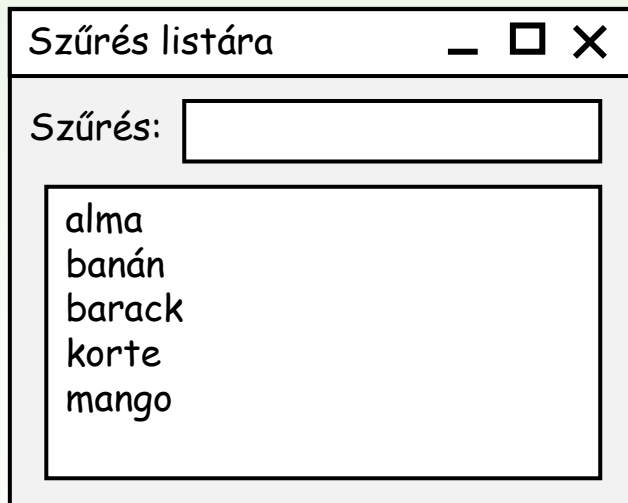 Szűrés listára
Szűrés:
alma
banán
barack
korte
mango